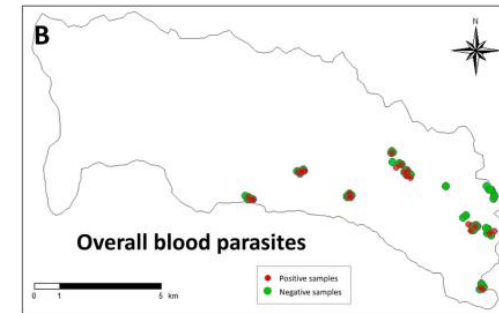 B
N
Overall blood parasites
Positive samples
Negative samples
0 1 5 km